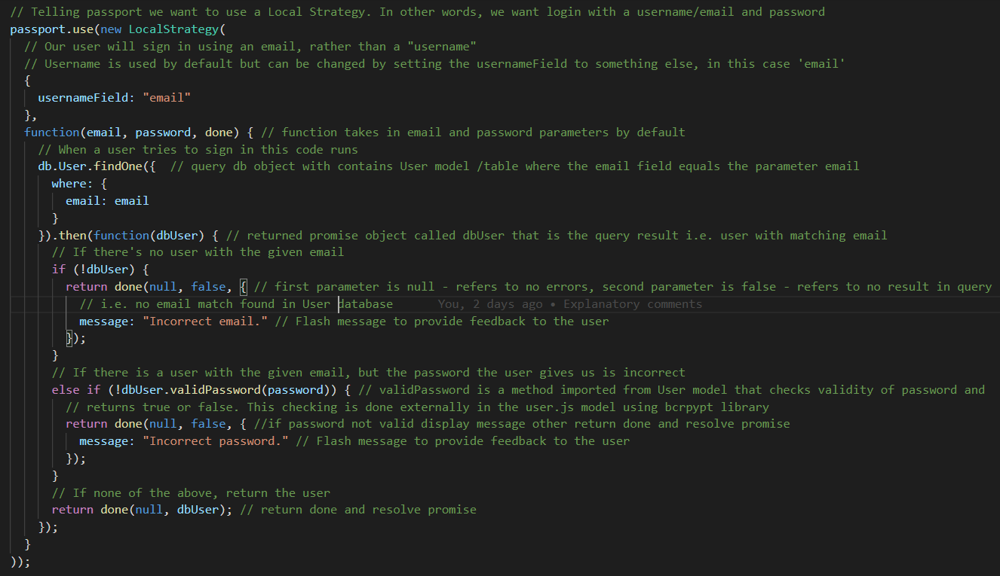 // Telling passport we want to use a Local Strategy. In other words, we want login with a username/email and password
passport.use(new LocalStrategy(
  // Our user will sign in using an email, rather than a "username"
  // Username is used by default but can be changed by setting the usernameField to something else, in this case 'email'
  {
    usernameField: "email"
  },
  function(email, password, done) { // function takes in email and password parameters by default
    // When a user tries to sign in this code runs
    db.User.findOne({  // query db object with contains User model /table where the email field equals the parameter email
      where: {
        email: email
      }
    }).then(function(dbUser) { // returned promise object called dbUser that is the query result i.e. user with matching email
      // If there's no user with the given email
      if (!dbUser) {
        return done(null, false, { // first parameter is null - refers to no errors, second parameter is false - refers to no result in query
          // i.e. no email match found in User database      You, 2 days ago • Explanatory comments
          message: "Incorrect email." // Flash message to provide feedback to the user
        });
      }
      // If there is a user with the given email, but the password the user gives us is incorrect
      else if (!dbUser.validPassword(password)) { // validPassword is a method imported from User model that checks validity of password and
        // returns true or false. This checking is done externally in the user.js model using bcrpypt library
        return done(null, false, { //if password not valid display message other return done and resolve promise
          message: "Incorrect password." // Flash message to provide feedback to the user
        });
      }
      // If none of the above, return the user
      return done(null, dbUser); // return done and resolve promise
    });
  }
));